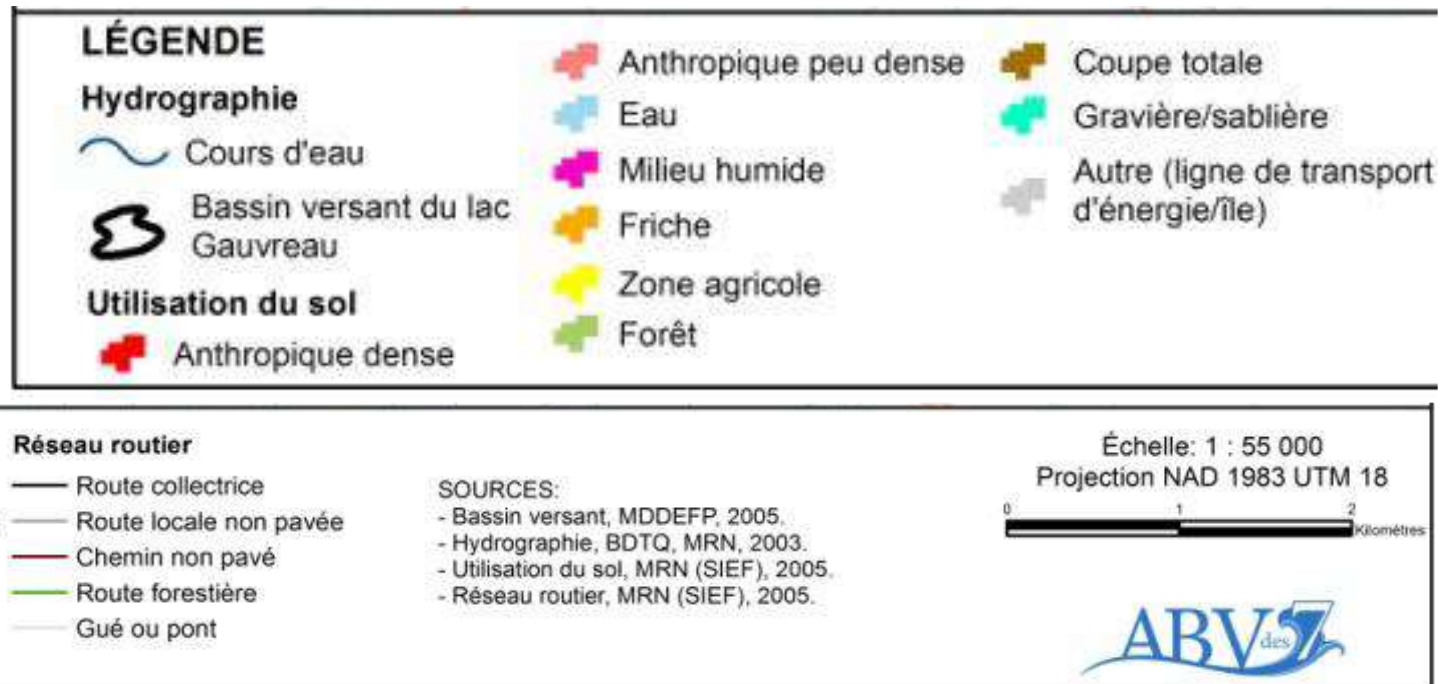 LÉGENDE
Hydrographie
Cours d'eau
Bassin versant du lac
Gauvreau
Utilisation du sol
Anthropique dense
Anthropique peu dense
Eau
Milieu humide
Friche
Zone agricole
Forêt
Coupe totale
Gravière/sablière
Autre (ligne de transport
d'énergie/île)
Réseau routier
Route collectrice
Route locale non pavée
Chemin non pavé
Route forestière
Gué ou pont
SOURCES:
- Bassin versant, MDDEFP, 2005.
- Hydrographie, BDTQ, MRN, 2003.
- Utilisation du sol, MRN (SIEF), 2005.
- Réseau routier, MRN (SIEF), 2005.
Échelle: 1 : 55 000
Projection NAD 1983 UTM 18
0 1 2
Kilomètres
ABV des 7